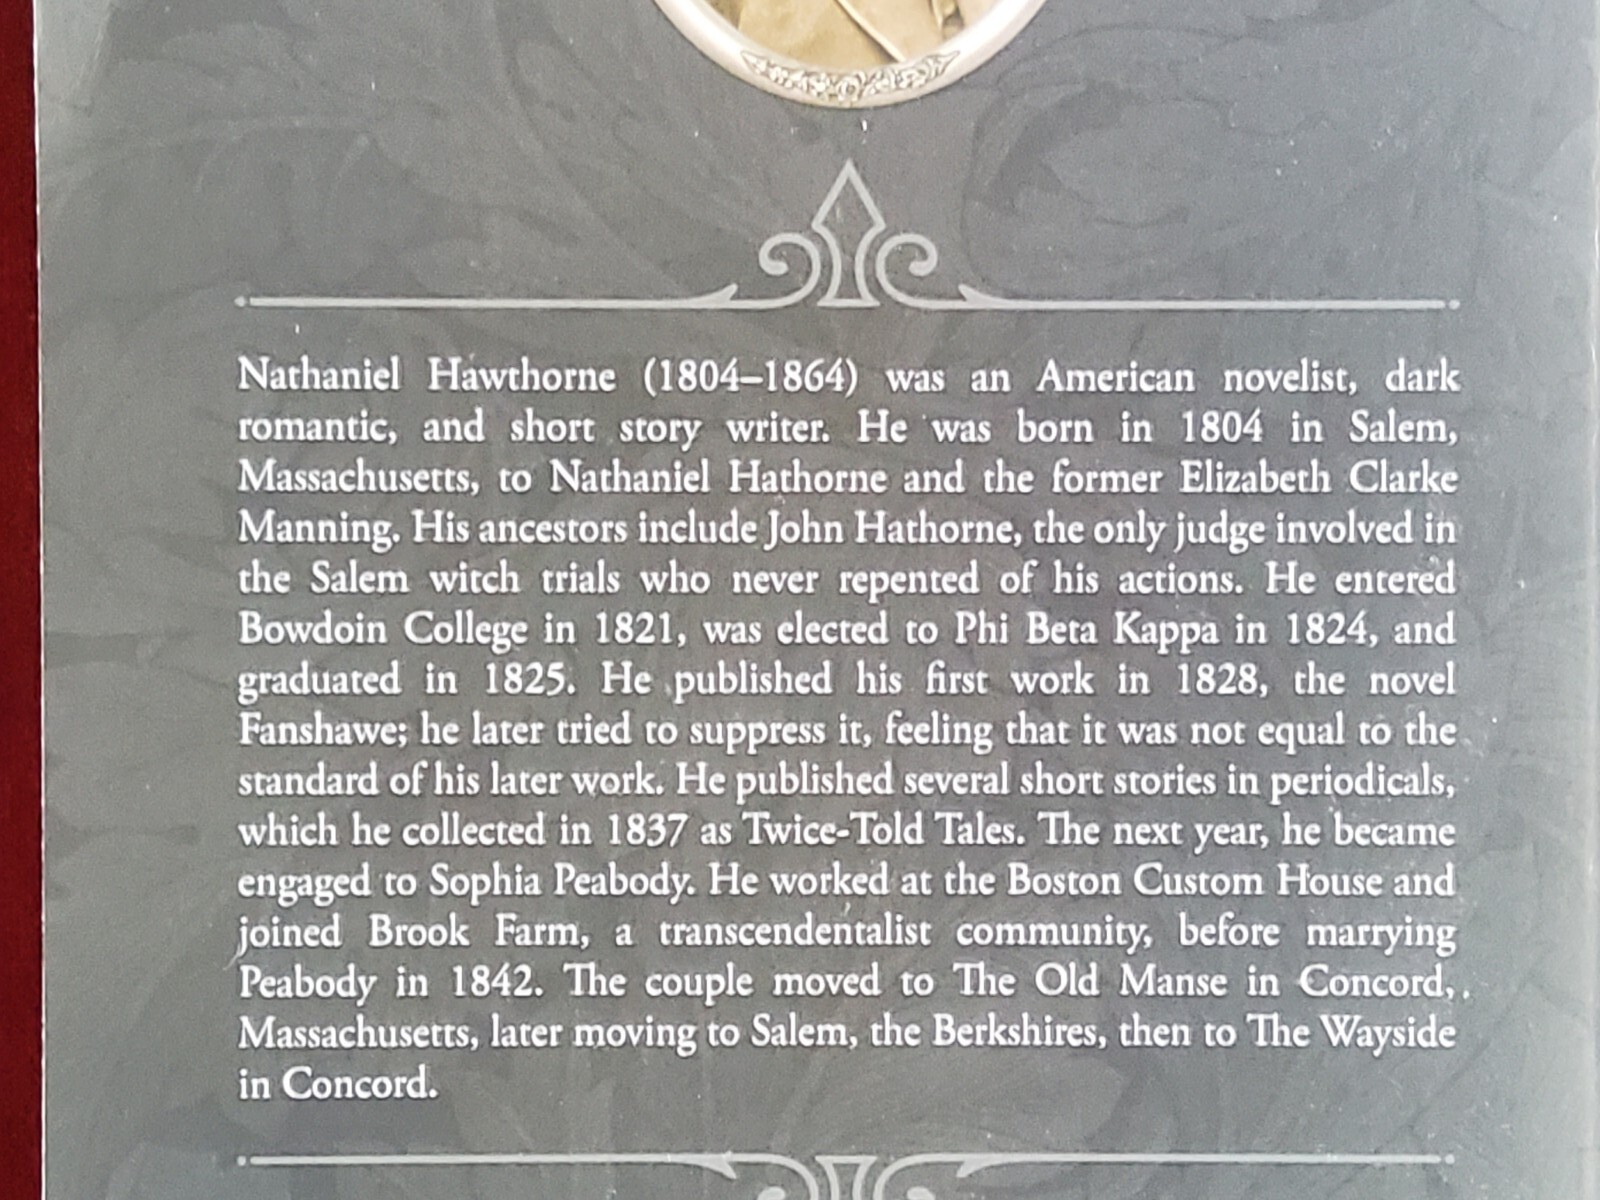 Nathaniel Hawthorne (1804–1864) was an American novelist, dark
romantic, and short story writer. He was born in 1804 in Salem,
Massachusetts, to Nathaniel Hathorne and the former Elizabeth Clarke
Manning. His ancestors include John Hathorne, the only judge involved in
the Salem witch trials who never repented of his actions. He entered
Bowdoin College in 1821, was elected to Phi Beta Kappa in 1824, and
graduated in 1825. He published his first work in 1828, the novel
Fanshawe; he later tried to suppress it, feeling that it was not equal to the
standard of his later work. He published several short stories in periodicals,
which he collected in 1837 as Twice-Told Tales. The next year, he became
engaged to Sophia Peabody. He worked at the Boston Custom House and
joined Brook Farm, a transcendentalist community, before marrying
Peabody in 1842. The couple moved to The Old Manse in Concord,
Massachusetts, later moving to Salem, the Berkshires, then to The Wayside
in Concord.